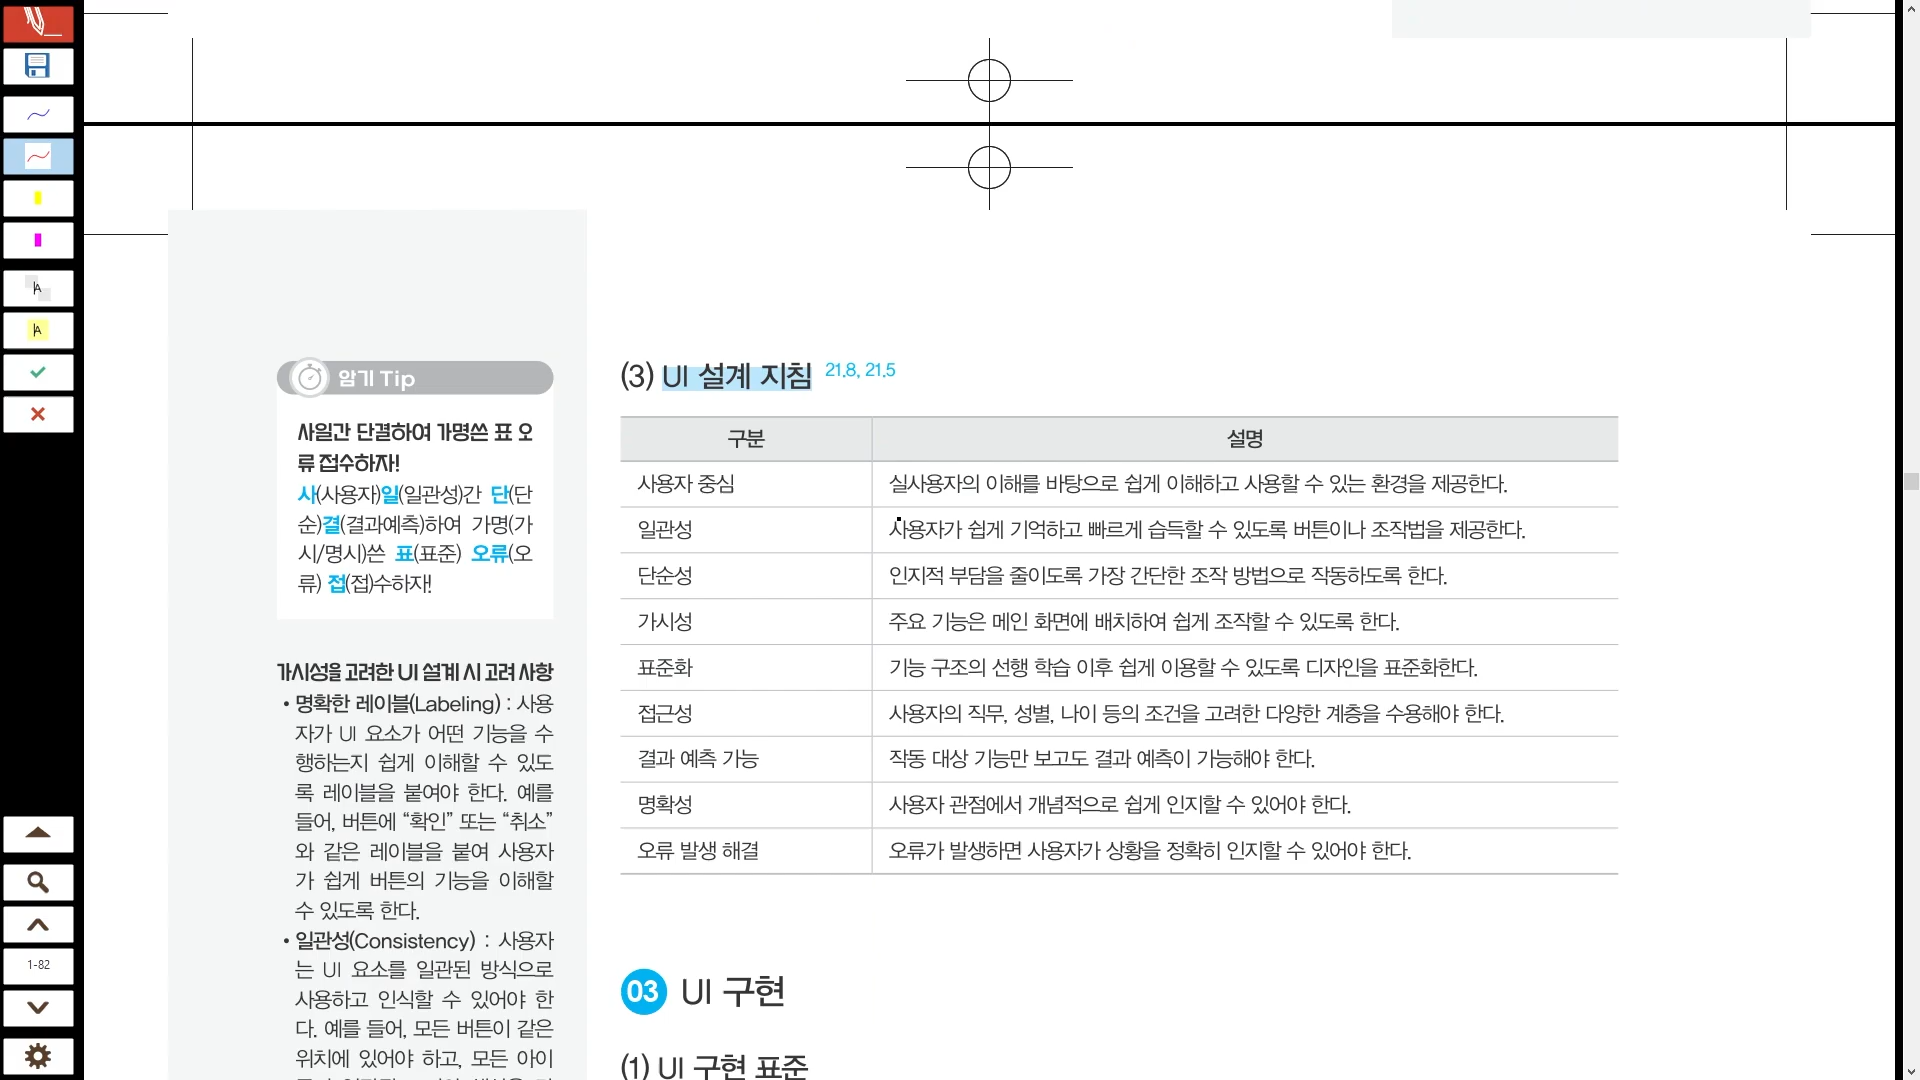 암기 Tip
사일간 단결하여 가명쓴 표 오
류 접수하자!
사(사용자)일(일관성)간 단(단
순)결(결과예측)하여 가명(가
시/명시)쓴 표(표준) 오류(오
류) 접(접)수하자!
가시성을 고려한 UI 설계 시 고려 사항
• 명확한 레이블(Labeling) : 사용
자가 UI 요소가 어떤 기능을 수
행하는지 쉽게 이해할 수 있도
록 레이블을 붙여야 한다. 예를
들어, 버튼에 “확인” 또는 “취소”
와 같은 레이블을 붙여 사용자
가 쉽게 버튼의 기능을 이해할
수 있도록 한다.
• 일관성(Consistency) : 사용자
는 UI 요소를 일관된 방식으로
사용하고 인식할 수 있어야 한
다. 예를 들어, 모든 버튼이 같은
위치에 있어야 하고, 모든 아이
(3) UI 설계 지침 21.8, 21.5
구분 설명
사용자 중심 실사용자의 이해를 바탕으로 쉽게 이해하고 사용할 수 있는 환경을 제공한다.
일관성 사용자가 쉽게 기억하고 빠르게 습득할 수 있도록 버튼이나 조작법을 제공한다.
단순성 인지적 부담을 줄이도록 가장 간단한 조작 방법으로 작동하도록 한다.
가시성 주요 기능은 메인 화면에 배치하여 쉽게 조작할 수 있도록 한다.
표준화 기능 구조의 선행 학습 이후 쉽게 이용할 수 있도록 디자인을 표준화한다.
접근성 사용자의 직무, 성별, 나이 등의 조건을 고려한 다양한 계층을 수용해야 한다.
결과 예측 가능 작동 대상 기능만 보고도 결과 예측이 가능해야 한다.
명확성 사용자 관점에서 개념적으로 쉽게 인지할 수 있어야 한다.
오류 발생 해결 오류가 발생하면 사용자가 상황을 정확히 인지할 수 있어야 한다.
03 UI 구현
(1) UI 구현 표준
A
A
1-82